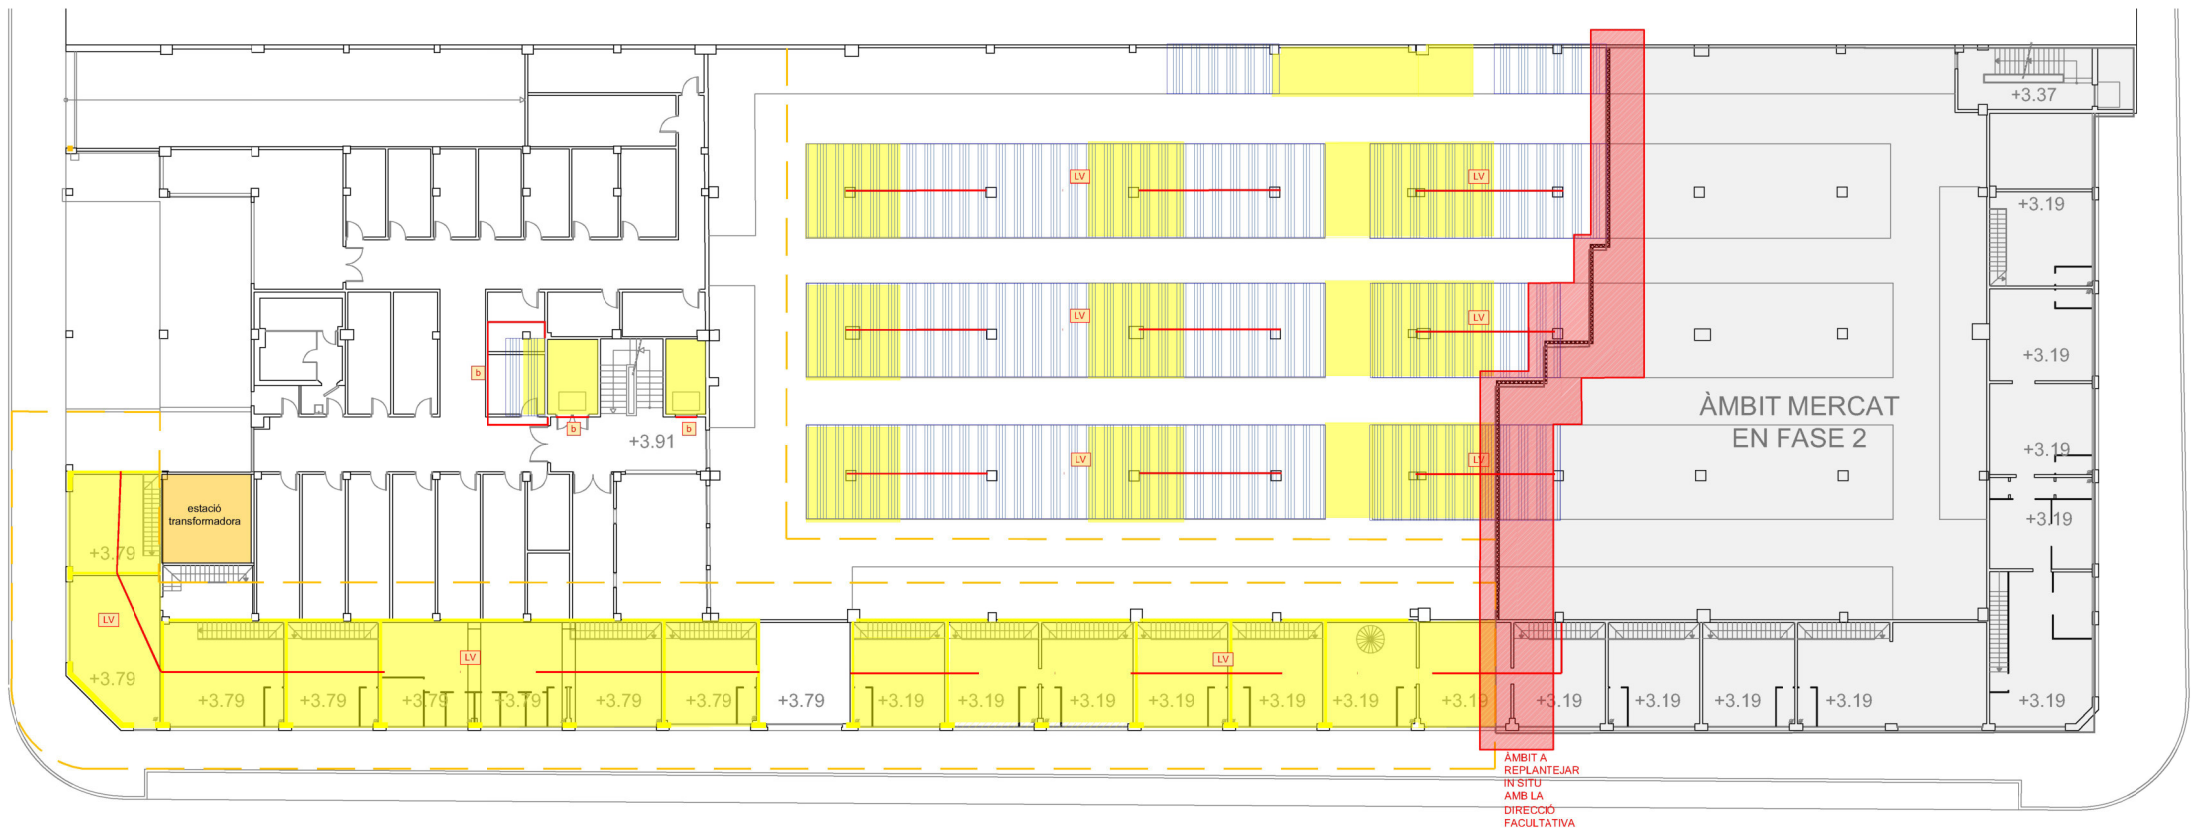 +3.37
LV
LV
+3.19
LV
LV
+3.19
b
b
b
+3.91
ÀMBIT MERCAT
EN FASE 2
+3.19
LV
LV
estació
transformadora
+3.19
+3.79
LV
LV
LV
+3.79
+3.79
+3.79
+3.79
+3.79
+3.79
+3.79
+3.79
+3.19
+3.19
+3.19
+3.19
+3.19
+3.19
+3.19
+3.19
+3.19
+3.19
+3.19
+3.19
ÀMBIT A
REPLANTEJAR
IN SITU
AMB LA
DIRECCIÓ
FACULTATIVA